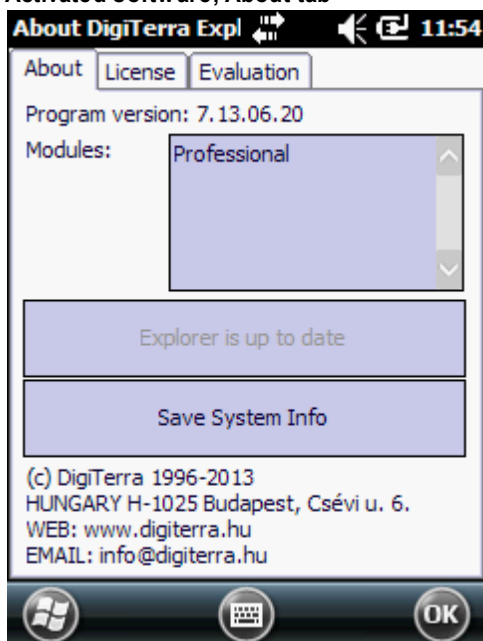 Activated software, About tab
About DigiTerra Expl 11:54
About License Evaluation
Program version: 7.13.06.20
Modules: Professional
Explorer is up to date
Save System Info
(c) DigiTerra 1996-2013
HUNGARY H-1025 Budapest, Csévi u. 6.
WEB: www.digiterra.hu
EMAIL: info@digiterra.hu
OK